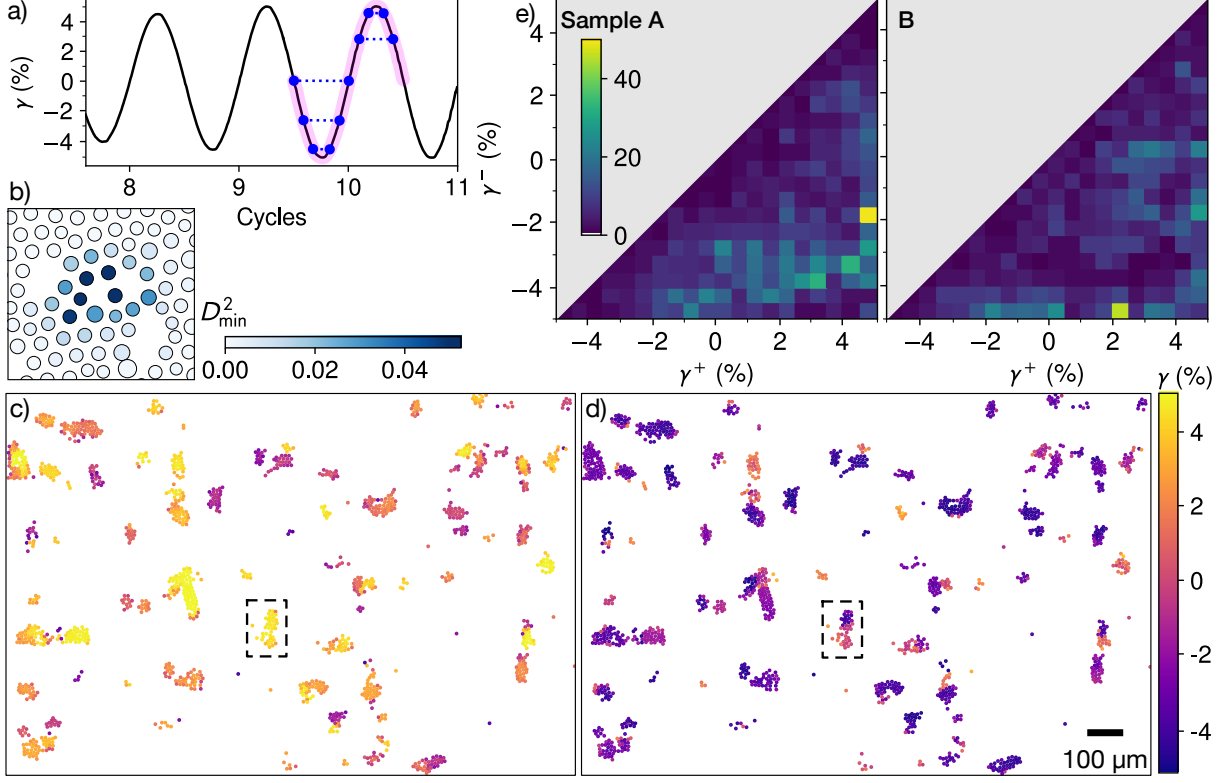 a)
4
2
0
−2
−4
γ (%)
8
9
10
11
Cycles
b)
D²min
0.00
0.02
0.04
e)
Sample A
40
20
0
4
2
0
−2
−4
γ⁻ (%)
−4
−2
0
2
4
γ⁺ (%)
B
−4
−2
0
2
4
γ⁺ (%)
c)
d)
100 µm
γ (%)
4
2
0
-2
-4